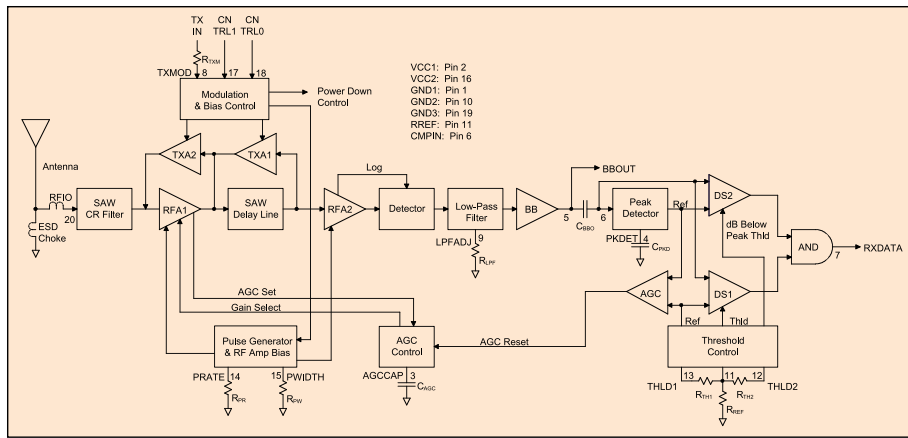 TX
IN
CN
TRL1
CN
TRL0
RTXM
TXMOD 8 17 18
Modulation
& Bias Control
Power Down
Control
VCC1: Pin 2
VCC2: Pin 16
GND1: Pin 1
GND2: Pin 10
GND3: Pin 19
RREF: Pin 11
CMPIN: Pin 6
Antenna
TXA2
TXA1
Log
BBOUT
RFIO
20
ESD
Choke
SAW
CR Filter
RFA1
SAW
Delay Line
RFA2
Detector
Low-Pass
Filter
BB
5
CBBO
6
Peak
Detector
Ref
DS2
LPFADJ 9
RLPF
PKDET 4
CPKD
dB Below
Peak Thld
AND
7
RXDATA
AGC Set
Gain Select
AGC
DS1
Ref Thld
Pulse Generator
& RF Amp Bias
AGC
Control
AGC Reset
Threshold
Control
PRATE 14
15 PWIDTH
RPR
RPW
AGCCAP 3
CAGC
THLD1 13 11 12 THLD2
RTH1
RTH2
RREF